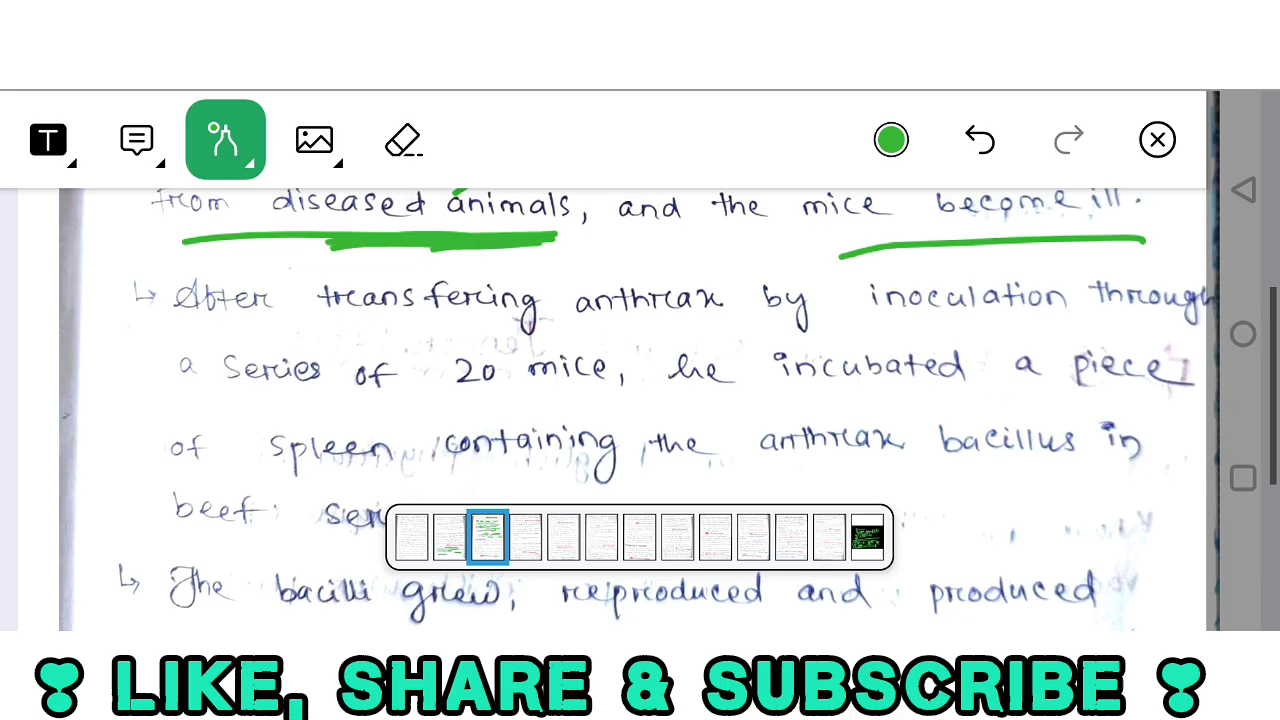 T
from diseased animals, and the mice become ill.
↳ After transfering anthrax by inoculation through
a series of 20 mice, he incubated a piece
of spleen containing the anthrax bacillus in
beef
↳ The bacilli grew, reproduced and produced
❣ LIKE, SHARE & SUBSCRIBE ❣